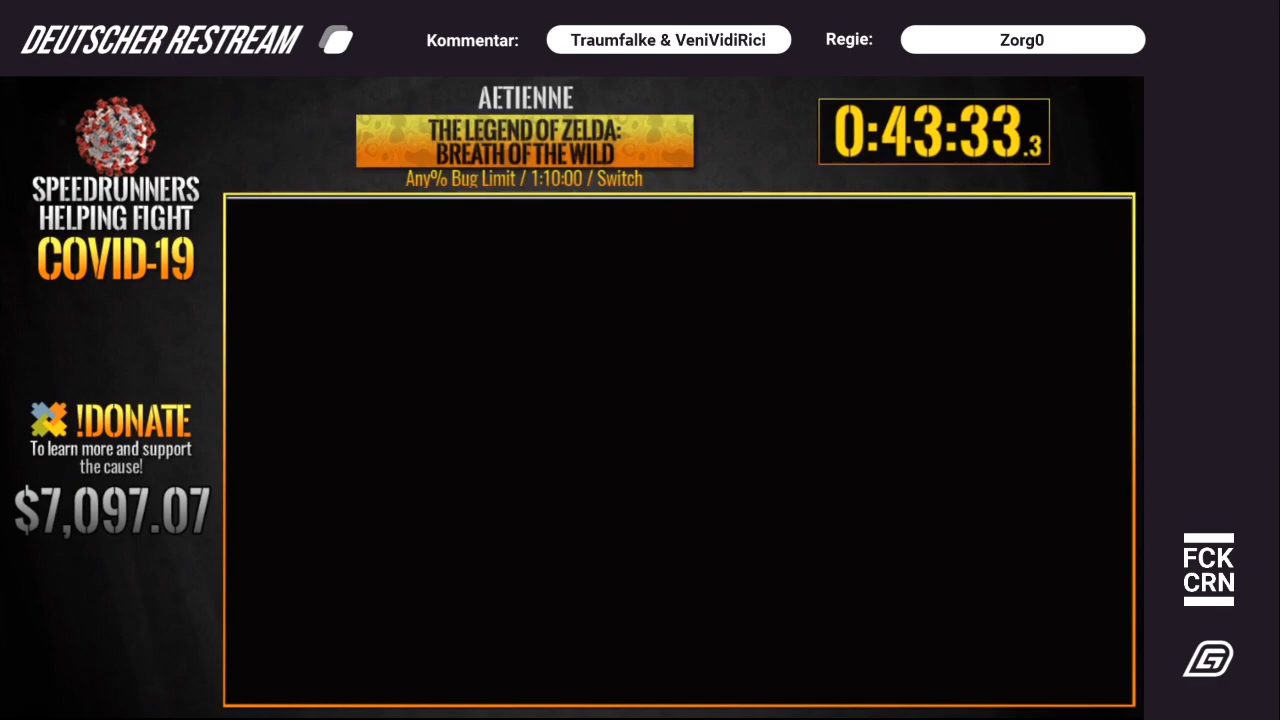 DEUTSCHER RESTREAM
Kommentar:
Traumfalke & VeniVidiRici
Regie:
Zorg0
AETIENNE
THE LEGEND OF ZELDA:
BREATH OF THE WILD
Any% Bug Limit / 1:10:00 / Switch
0:43:33.3
SPEEDRUNNERS
HELPING FIGHT
COVID-19
!DONATE
To learn more and support
the cause!
$7,097.07
FCK
CRN